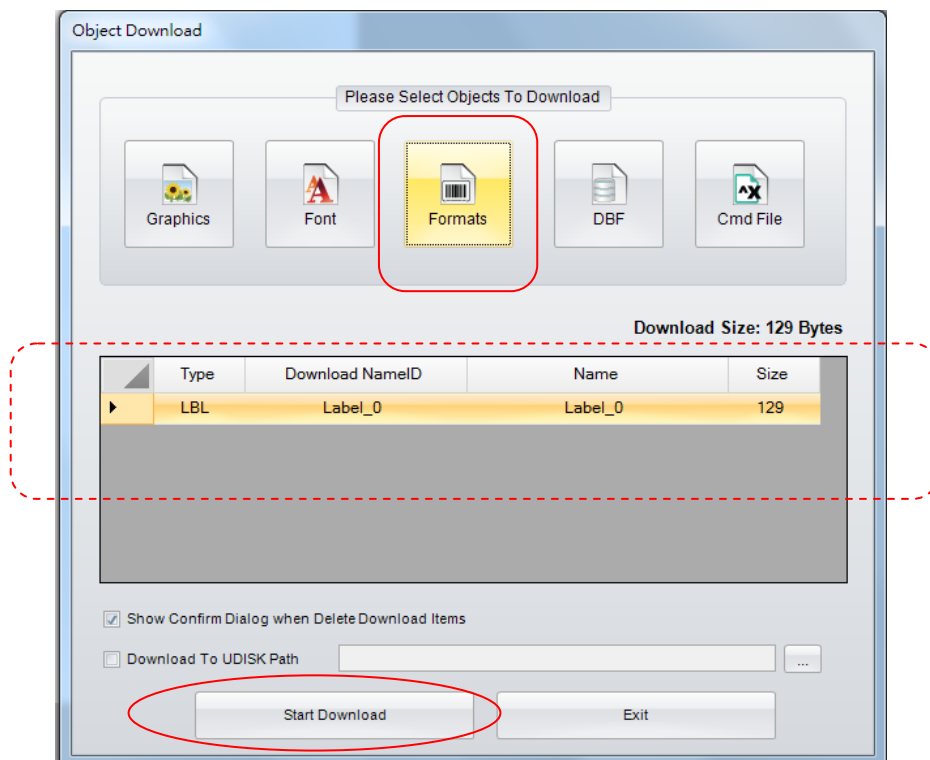 Object Download
Please Select Objects To Download
Graphics Font Formats DBF Cmd File
Download Size: 129 Bytes
Type Download NameID Name Size
LBL Label_0 Label_0 129
Show Confirm Dialog when Delete Download Items
Download To UDISK Path ...
Start Download Exit